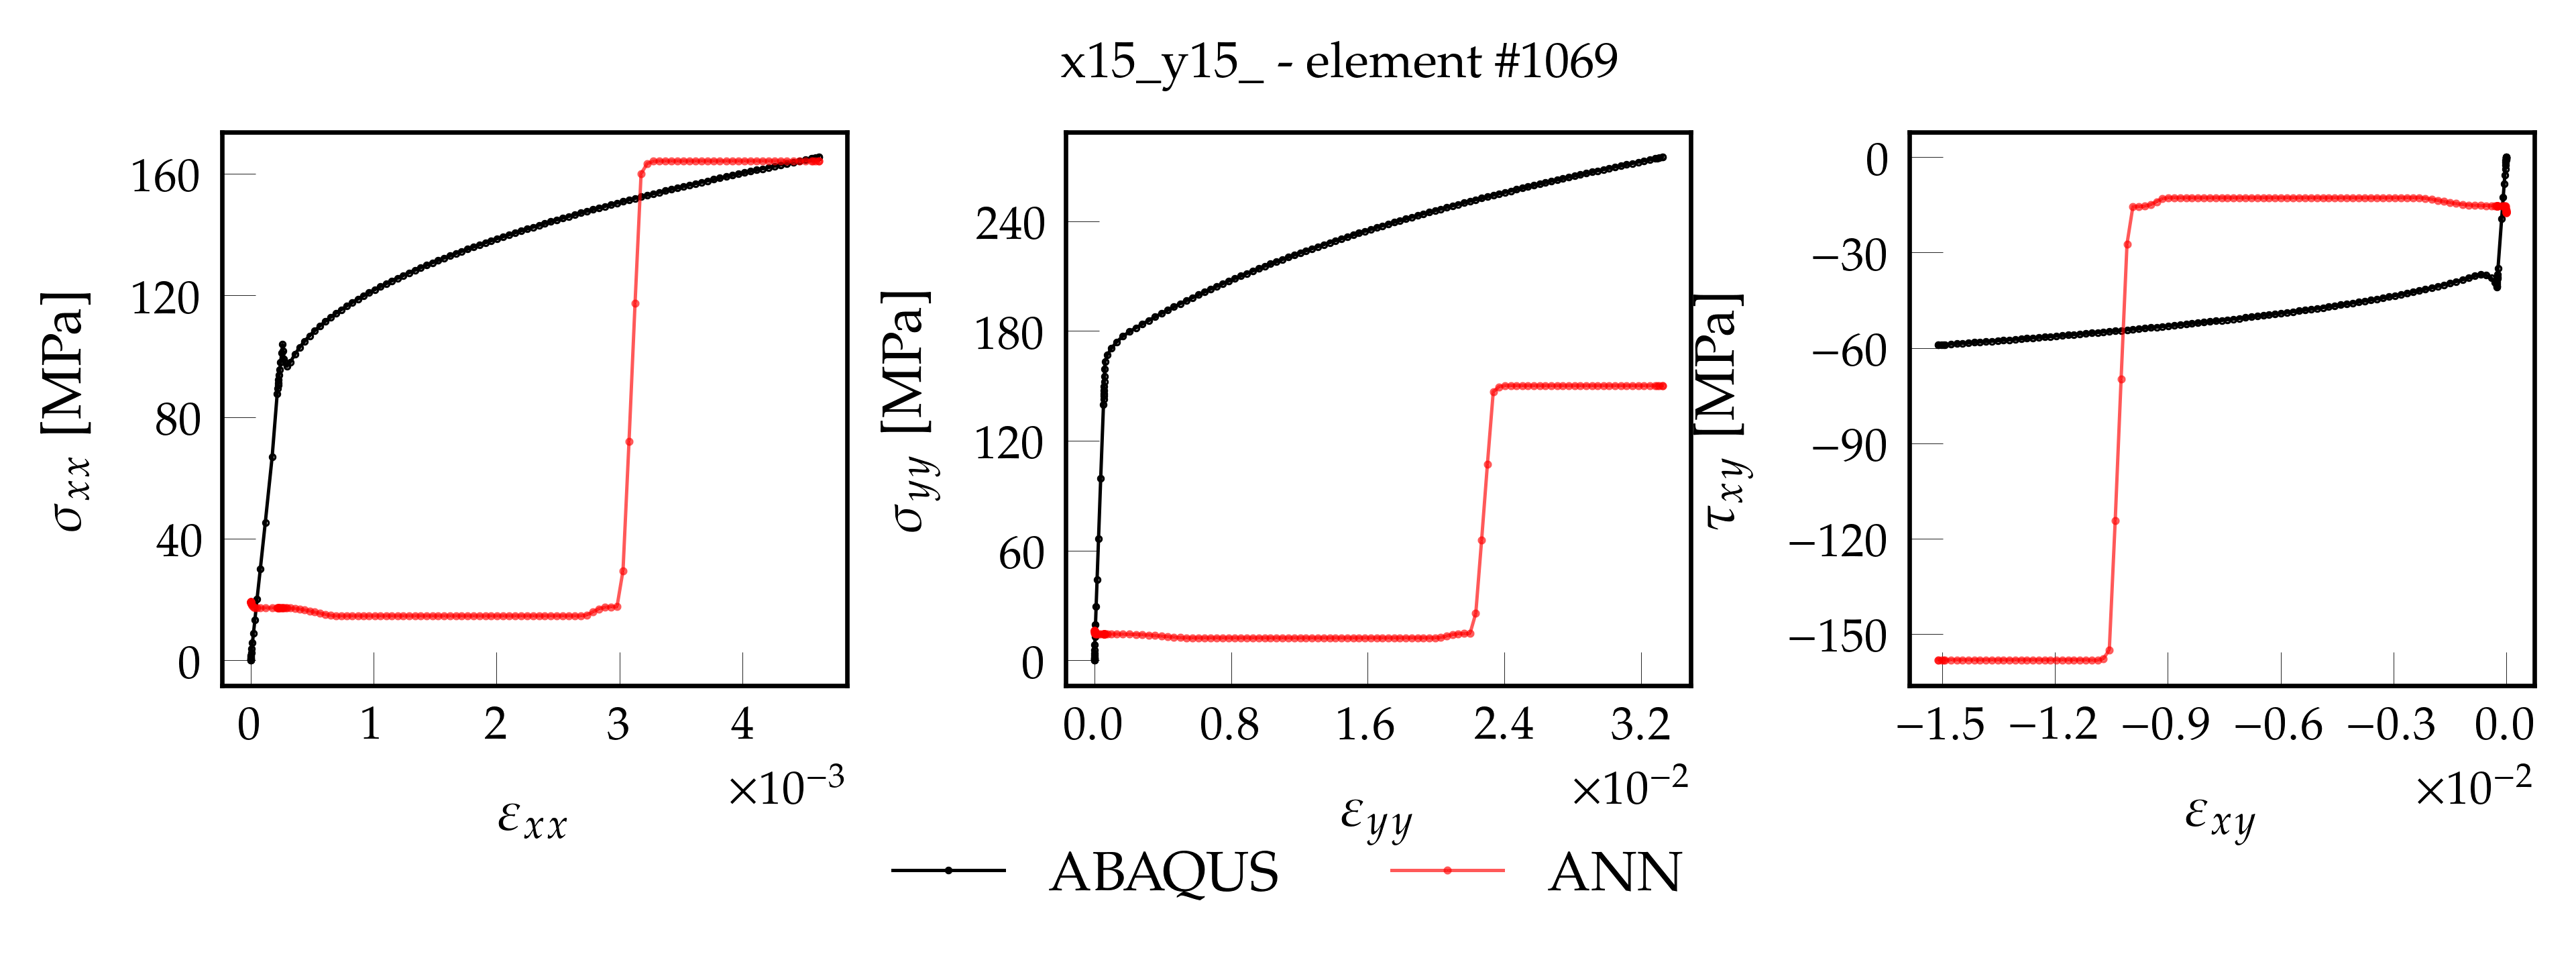 x15_y15_ - element #1069
σxx [MPa]
160
120
80
40
0
0 1 2 3 4
×10−3
εxx
σyy [MPa]
240
180
120
60
0
0.0 0.8 1.6 2.4 3.2
×10−2
εyy
τxy [MPa]
0
−30
−60
−90
−120
−150
−1.5 −1.2 −0.9 −0.6 −0.3 0.0
×10−2
εxy
ABAQUS ANN